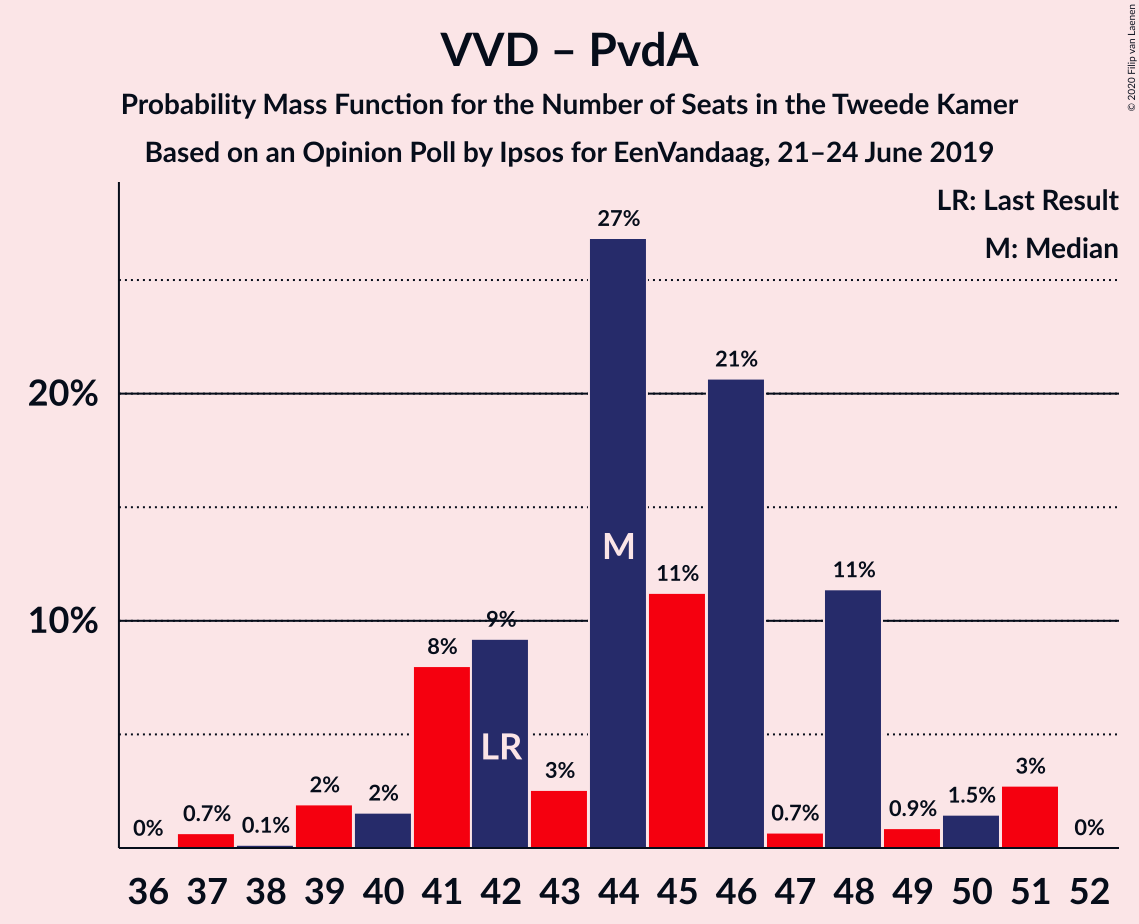 VVD – PvdA
Probability Mass Function for the Number of Seats in the Tweede Kamer
Based on an Opinion Poll by Ipsos for EenVandaag, 21–24 June 2019
© 2020 Filip van Laenen
LR: Last Result
M: Median
27%
21%
20%
M
11%
11%
10%
9%
8%
LR
3%
3%
2%
2%
1.5%
0.7%
0.7%
0.9%
0%
0.1%
0%
36 37 38 39 40 41 42 43 44 45 46 47 48 49 50 51 52